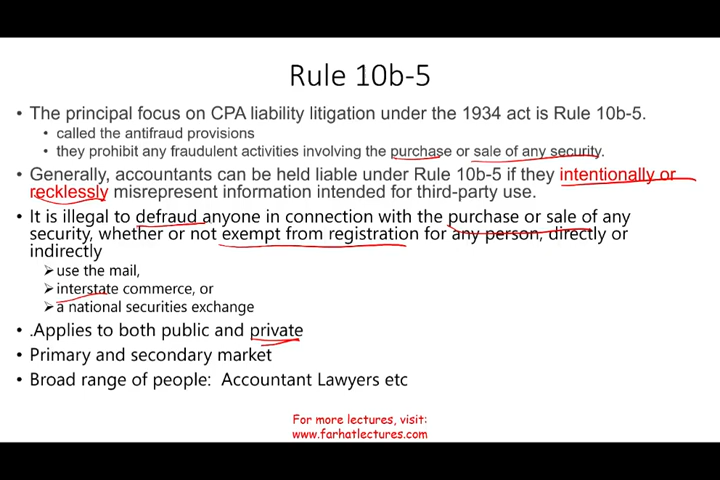 Rule 10b-5
• The principal focus on CPA liability litigation under the 1934 act is Rule 10b-5.
• called the antifraud provisions
• they prohibit any fraudulent activities involving the purchase or sale of any security.
• Generally, accountants can be held liable under Rule 10b-5 if they intentionally or
recklessly misrepresent information intended for third-party use.
• It is illegal to defraud anyone in connection with the purchase or sale of any
security, whether or not exempt from registration for any person, directly or
indirectly
➢ use the mail,
➢ interstate commerce, or
➢ a national securities exchange
• .Applies to both public and private
• Primary and secondary market
• Broad range of people:  Accountant Lawyers etc
For more lectures, visit:
www.farhatlectures.com